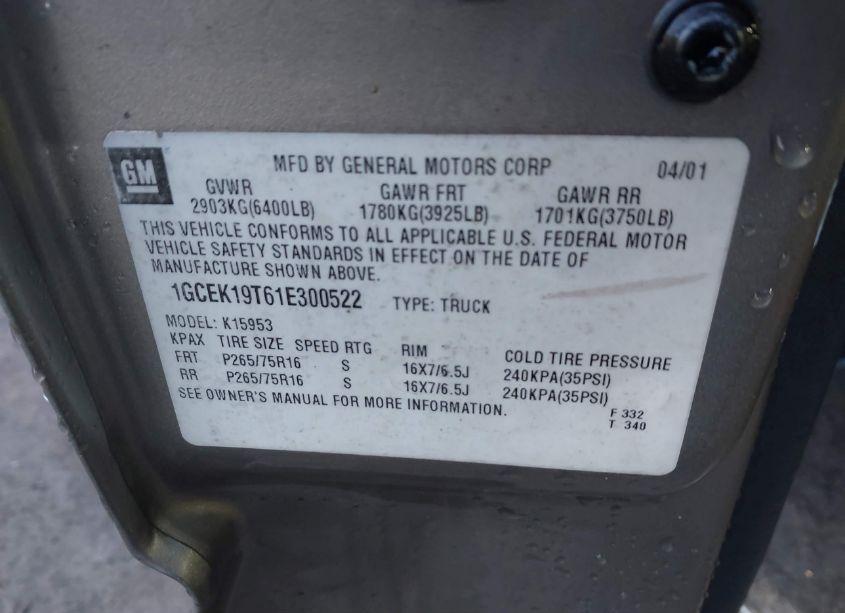 GM
MFD BY GENERAL MOTORS CORP 04/01
GVWR GAWR FRT GAWR RR
2903KG(6400LB) 1780KG(3925LB) 1701KG(3750LB)
THIS VEHICLE CONFORMS TO ALL APPLICABLE U.S. FEDERAL MOTOR
VEHICLE SAFETY STANDARDS IN EFFECT ON THE DATE OF
MANUFACTURE SHOWN ABOVE.
1GCEK19T61E300522 TYPE: TRUCK
MODEL: K15953
KPAX TIRE SIZE SPEED RTG RIM COLD TIRE PRESSURE
FRT P265/75R16 S 16X7/6.5J 240KPA(35PSI)
RR P265/75R16 S 16X7/6.5J 240KPA(35PSI)
SEE OWNER'S MANUAL FOR MORE INFORMATION.
F 332
T 340